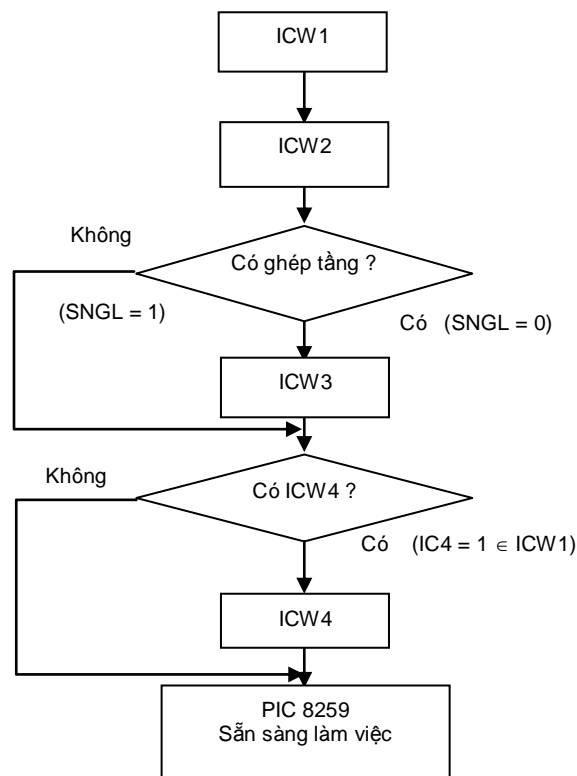 ICW1
ICW2
Không
Có ghép tầng ?
(SNGL = 1)
Có (SNGL = 0)
ICW3
Không
Có ICW4 ?
Có (IC4 = 1 ∈ ICW1)
ICW4
PIC 8259
Sẵn sàng làm việc